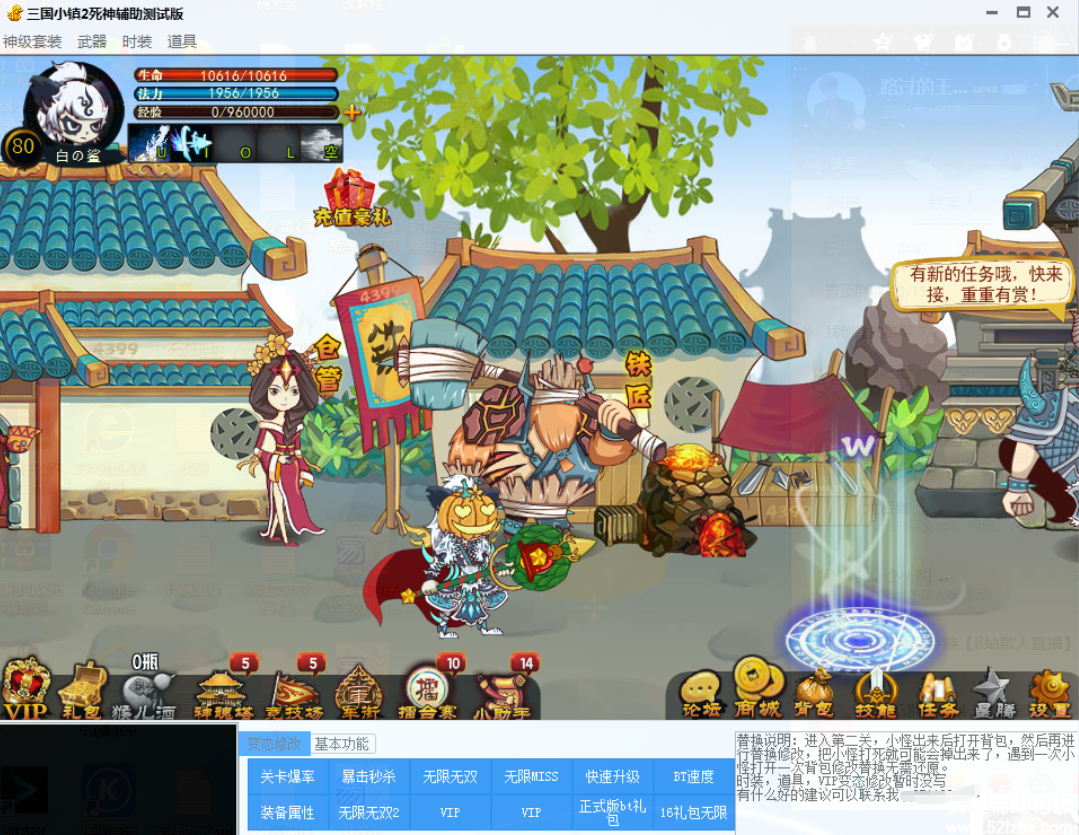 三国小镇2死神辅助测试版
神级套装 武器 时装 道具
生命 10616/10616
法力 1956/1956
经验 0/960000
80
白の鲨
U I O L 空
充值豪礼
4399
仓管
铁匠
4399
4399
W
有新的任务哦，快来
接，重重有赏！
路过的王...
0瓶 5 5 10 14
VIP 礼包 猴儿酒 神魂塔 竞技场 军衔 擂台赛 小助手
论坛 商城 背包 技能 任务 星腾 设置
变态修改 基本功能
关卡爆率 暴击秒杀 无限无双 无限MISS 快速升级 BT速度
装备属性 无限无双2 VIP VIP 正式版bt礼包 16礼包无限
替换说明：进入第二关，小怪出来后打开背包，然后再进
行替换修改，把小怪打死就可能会掉出来了，遇到一次小
怪打开一次背包修改替换无需还原。
时装，道具，VIP变态修改暂时没写
有什么好的建议可以联系我